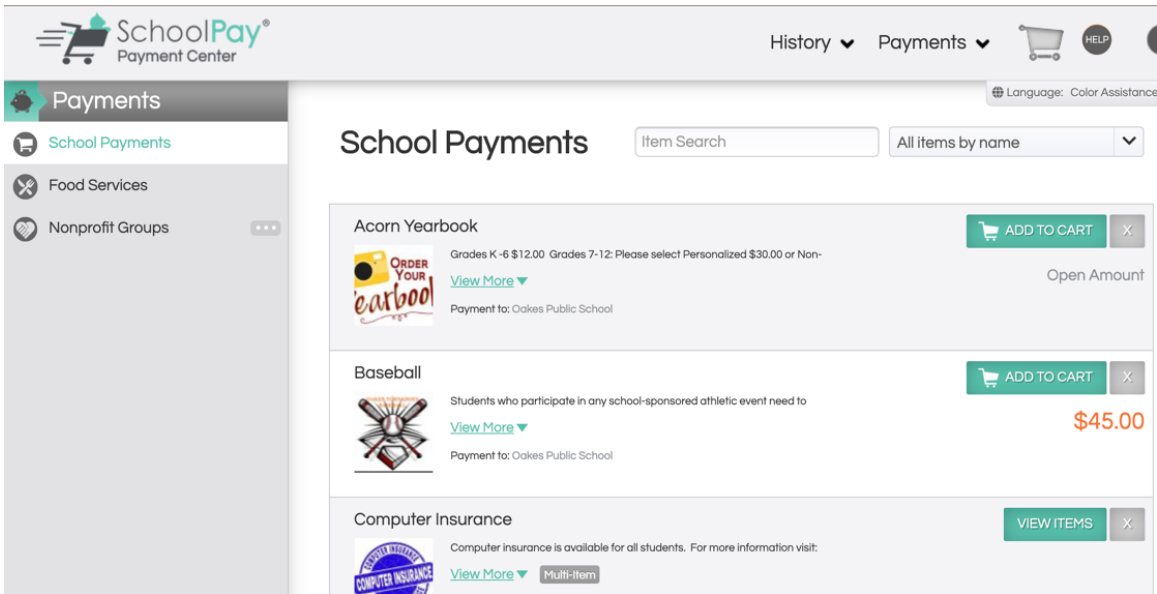 SchoolPay®
Payment Center
History
Payments
HELP
Payments
Language: Color Assistance
School Payments
Food Services
Nonprofit Groups
School Payments
Item Search
All items by name
Acorn Yearbook
ADD TO CART
X
ORDER
YOUR
Yearbook
Grades K -6 $12.00 Grades 7-12: Please select Personalized $30.00 or Non-
View More
Open Amount
Payment to: Oakes Public School
Baseball
ADD TO CART
X
Students who participate in any school-sponsored athletic event need to
$45.00
View More
Payment to: Oakes Public School
Computer Insurance
VIEW ITEMS
X
COMPUTER INSURANCE
COMPUTER INSURANCE
Computer insurance is available for all students. For more information visit:
View More
Multi-Item